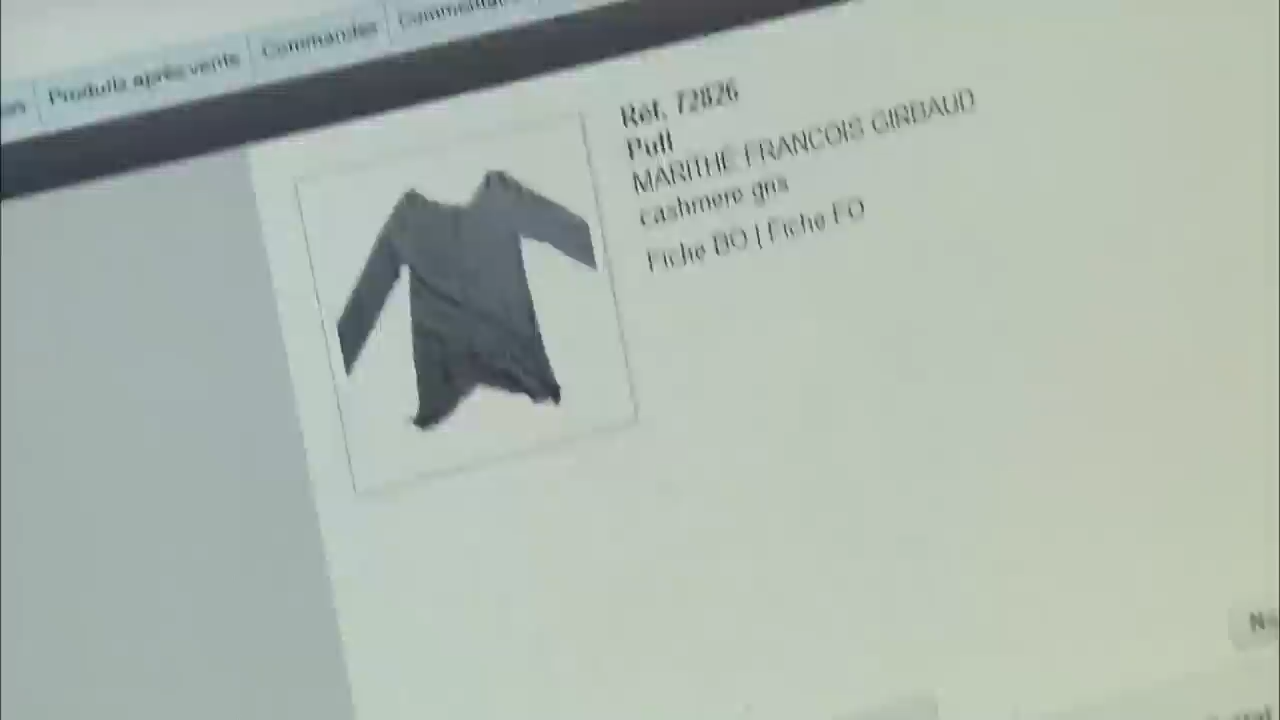 Produits après vente Commandes
Réf. 72826
Pull
MARITHE FRANCOIS GIRBAUD
cashmere gris
Fiche BO | Fiche FO